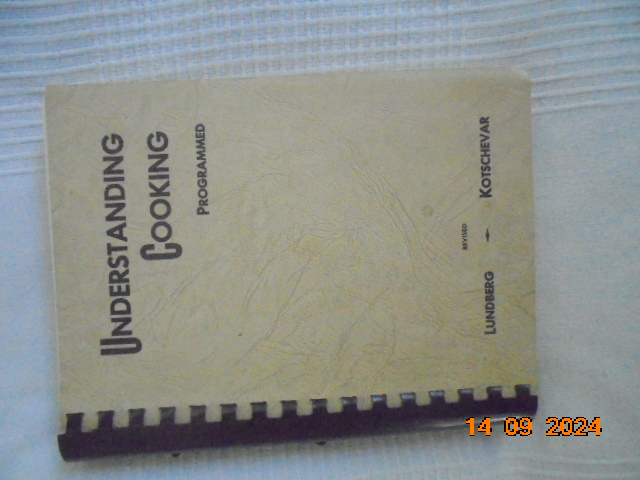 UNDERSTANDING
COOKING
PROGRAMMED
REVISED
LUNDBERG - KOTSCHEVAR
14 09 2024